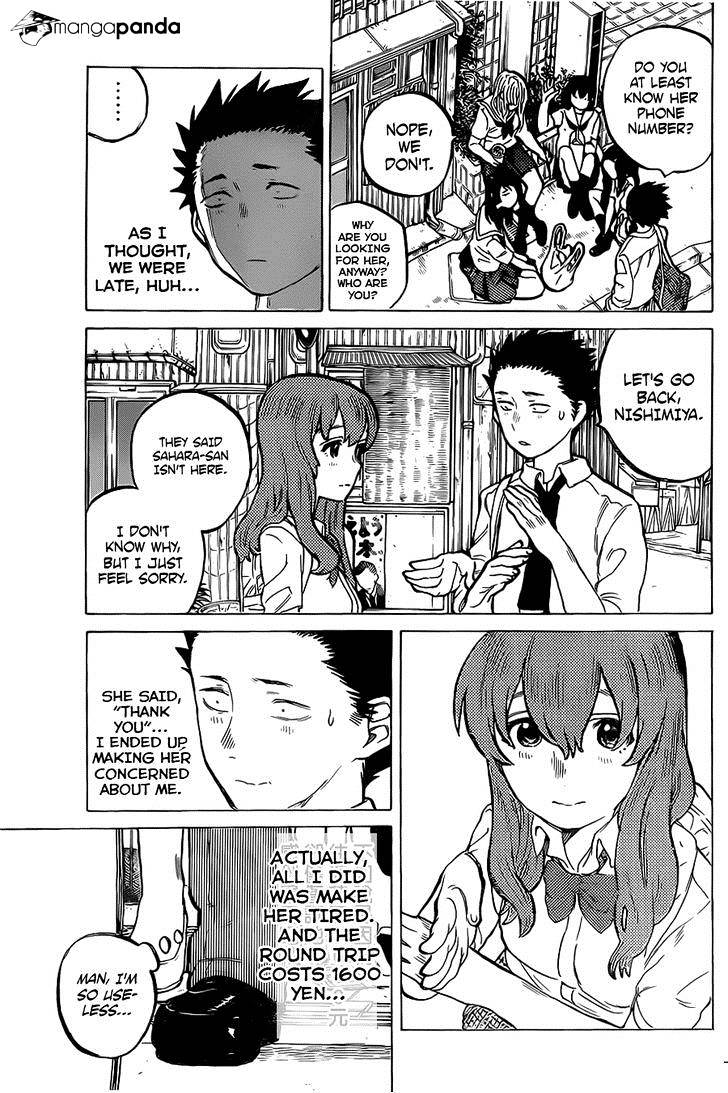 mangapanda
DO YOU
AT LEAST
KNOW HER
PHONE
NUMBER?
NOPE,
WE
DON'T.
WHY
ARE YOU
LOOKING
FOR HER,
ANYWAY?
WHO ARE
YOU?
......
AS I
THOUGHT,
WE WERE
LATE, HUH...
LET'S GO
BACK,
NISHIMIYA.
THEY SAID
SAHARA-SAN
ISN'T HERE.
I DON'T
KNOW WHY,
BUT I JUST
FEEL SORRY.
SHE SAID,
"THANK
YOU"...
I ENDED UP
MAKING HER
CONCERNED
ABOUT ME.
ACTUALLY,
ALL I DID
WAS MAKE
HER TIRED.
AND THE
ROUND TRIP
COSTS 1600
YEN...
MAN, I'M
SO USE-
LESS...